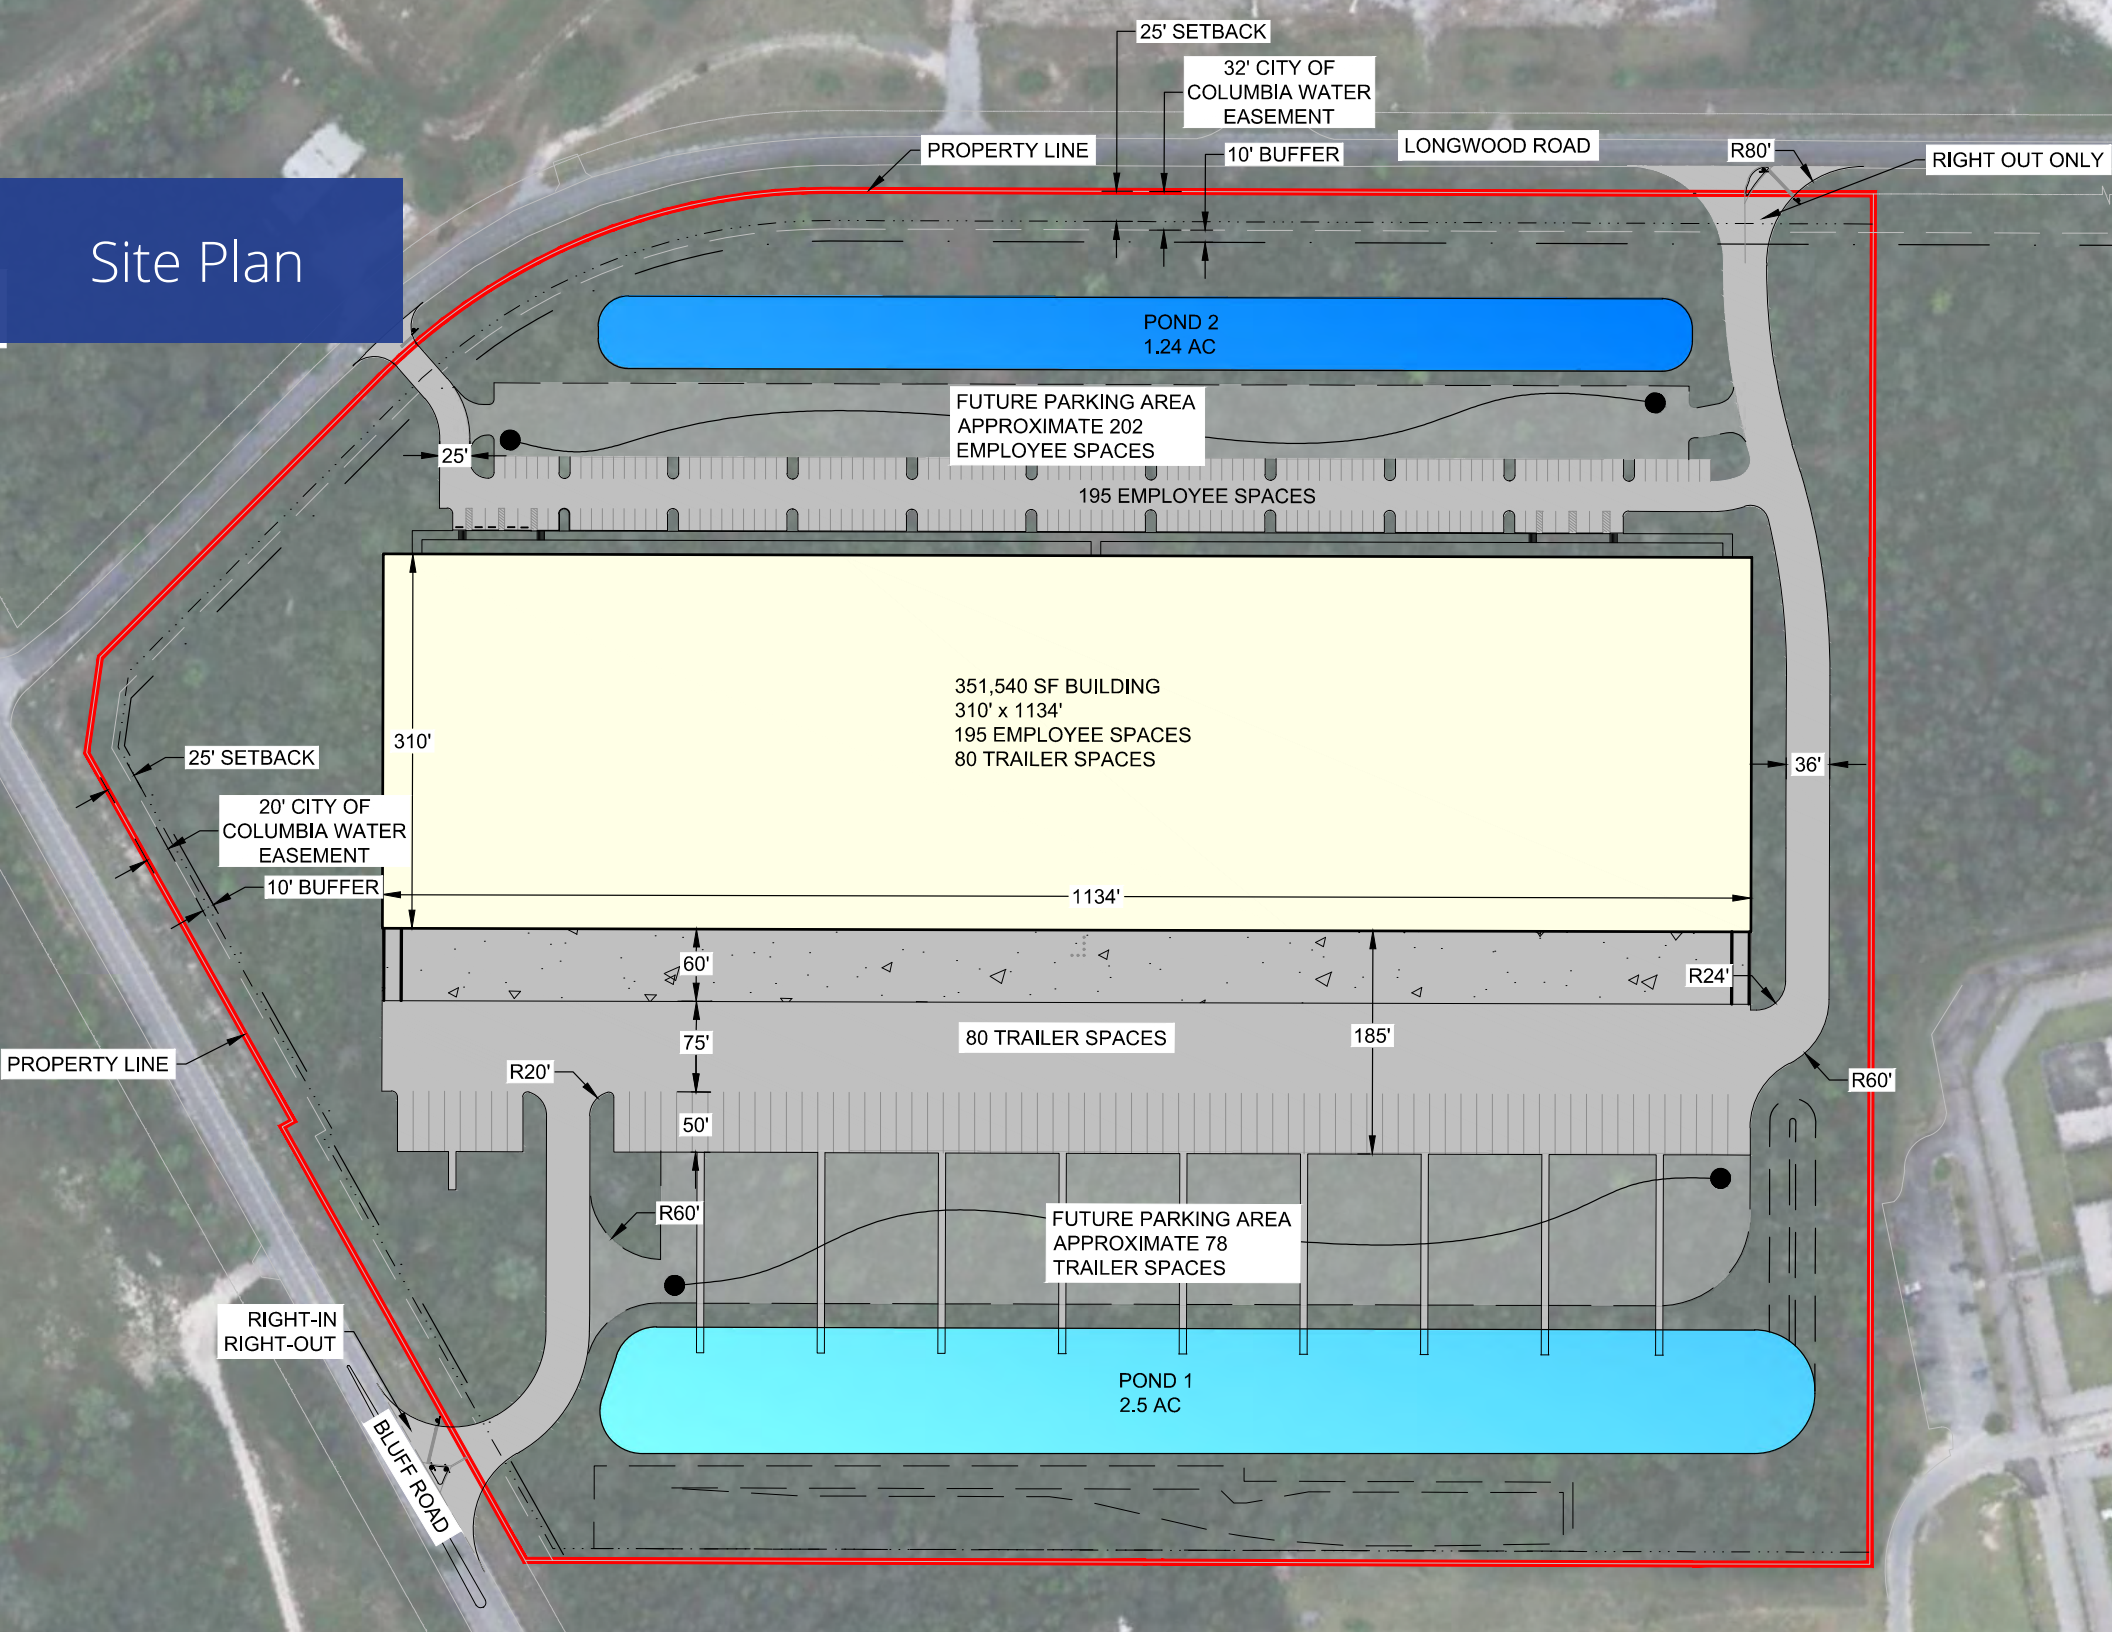 25' SETBACK
32' CITY OF
COLUMBIA WATER
EASEMENT
PROPERTY LINE
10' BUFFER
LONGWOOD ROAD
R80'
RIGHT OUT ONLY
Site Plan
POND 2
1.24 AC
FUTURE PARKING AREA
APPROXIMATE 202
EMPLOYEE SPACES
25'
195 EMPLOYEE SPACES
351,540 SF BUILDING
310' x 1134'
195 EMPLOYEE SPACES
80 TRAILER SPACES
310'
25' SETBACK
36'
20' CITY OF
COLUMBIA WATER
EASEMENT
10' BUFFER
1134'
60'
R24'
75'
80 TRAILER SPACES
185'
PROPERTY LINE
R20'
R60'
50'
R60'
FUTURE PARKING AREA
APPROXIMATE 78
TRAILER SPACES
RIGHT-IN
RIGHT-OUT
POND 1
2.5 AC
BLUFF ROAD